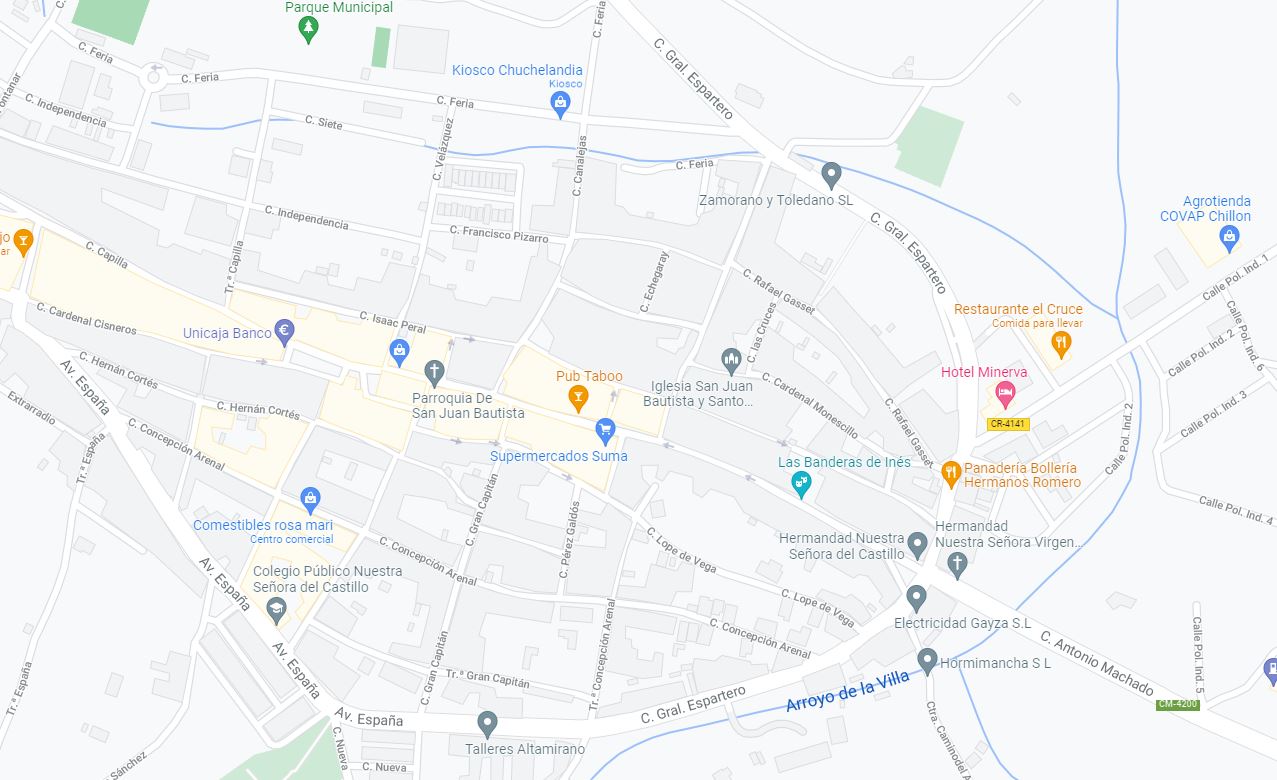 Parque Municipal
C. Feria
C. Feria
C. Gral. Espartero
C. Feria
Kiosco Chuchelandia
Kiosco
C. Feria
C. Independencia
C. Siete
C. Velázquez
C. Canalejas
C. Feria
Zamorano y Toledano SL
Agrotienda
COVAP Chillon
C. Independencia
C. Francisco Pizarro
C. Gral. Espartero
C. Capilla
Tr.ª Capilla
C. Echegaray
C. Rafael Gasset
Calle Pol. Ind. 1
C. Cardenal Cisneros
Unicaja Banco
C. Isaac Peral
C. las Cruces
Restaurante el Cruce
Comida para llevar
Calle Pol. Ind. 2
Calle Pol. Ind. 6
Av. España
C. Hernán Cortés
Parroquia De
San Juan Bautista
Pub Taboo
Iglesia San Juan
Bautista y Santo...
Hotel Minerva
C. Cardenal Monescillo
Extrarradio
C. Hernán Cortés
C. Rafael Gasset
CR-4141
Calle Pol. Ind. 3
Calle Pol. Ind. 2
Tr.ª España
C. Concepción Arenal
Supermercados Suma
Las Banderas de Inés
Panadería Bollería
Hermanos Romero
Comestibles rosa mari
Centro comercial
C. Gran Capitán
C. Pérez Galdós
C. Lope de Vega
Calle Pol. Ind. 4
Av. España
C. Concepción Arenal
Hermandad Nuestra
Señora del Castillo
Hermandad
Nuestra Señora Virgen...
Colegio Público Nuestra
Señora del Castillo
C. Lope de Vega
Electricidad Gayza S.L
C. Concepción Arenal
Tr.ª Concepción Arenal
C. Gran Capitán
Tr.ª Gran Capitán
Av. España
Tr.ª España
Hormimancha S L
C. Antonio Machado
Calle Pol. Ind. 5
CM-4200
Arroyo de la Villa
C. Gral. Espartero
Av. España
Talleres Altamirano
C. Nueva
C. Nueva
Sánchez